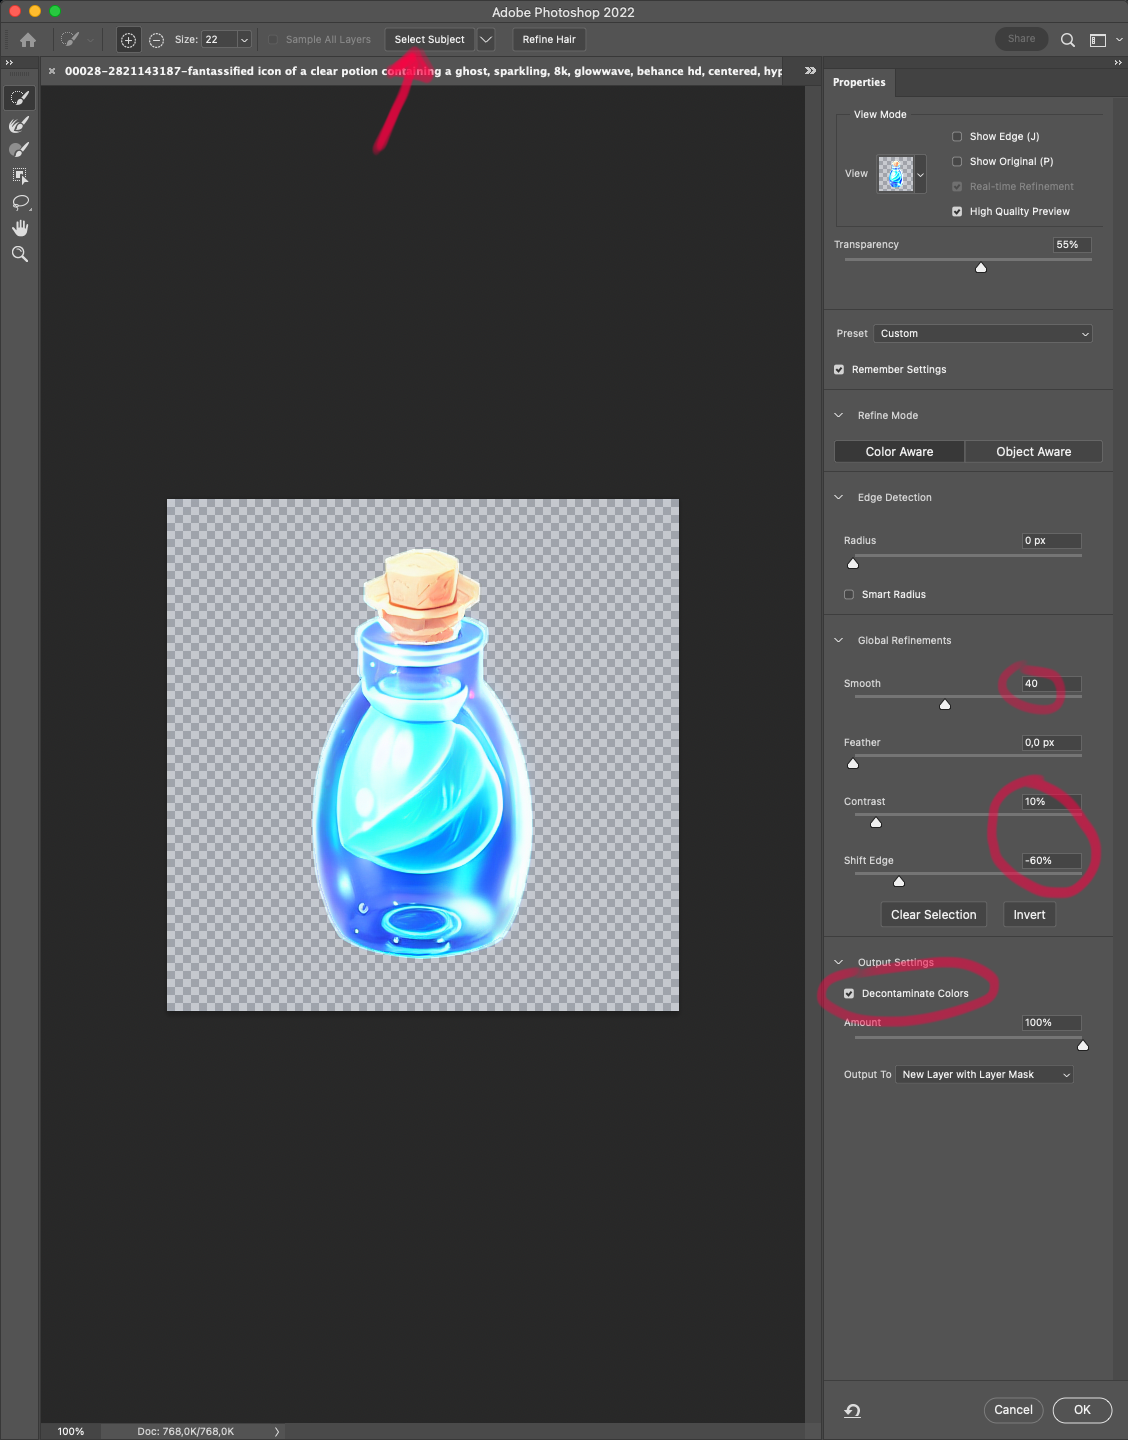 Adobe Photoshop 2022
Size: 22
Sample All Layers
Select Subject
Refine Hair
Share
00028-2821143187-fantassified icon of a clear potion containing a ghost, sparkling, 8k, glowwave, behance hd, centered, hyp
Properties
View Mode
Show Edge (J)
Show Original (P)
View
Real-time Refinement
High Quality Preview
Transparency 55%
Preset Custom
Remember Settings
Refine Mode
Color Aware Object Aware
Edge Detection
Radius 0 px
Smart Radius
Global Refinements
Smooth 40
Feather 0,0 px
Contrast 10%
Shift Edge -60%
Clear Selection Invert
Output Settings
Decontaminate Colors
Amount 100%
Output To New Layer with Layer Mask
Cancel OK
100% Doc: 768,0K/768,0K